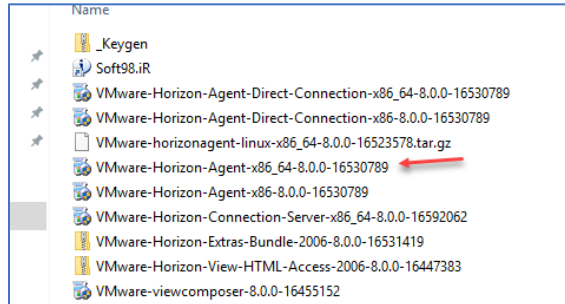 Name
_Keygen
Soft98.iR
VMware-Horizon-Agent-Direct-Connection-x86_64-8.0.0-16530789
VMware-Horizon-Agent-Direct-Connection-x86-8.0.0-16530789
VMware-horizonagent-linux-x86_64-8.0.0-16523578.tar.gz
VMware-Horizon-Agent-x86_64-8.0.0-16530789
VMware-Horizon-Agent-x86-8.0.0-16530789
VMware-Horizon-Connection-Server-x86_64-8.0.0-16592062
VMware-Horizon-Extras-Bundle-2006-8.0.0-16531419
VMware-Horizon-View-HTML-Access-2006-8.0.0-16447383
VMware-viewcomposer-8.0.0-16455152